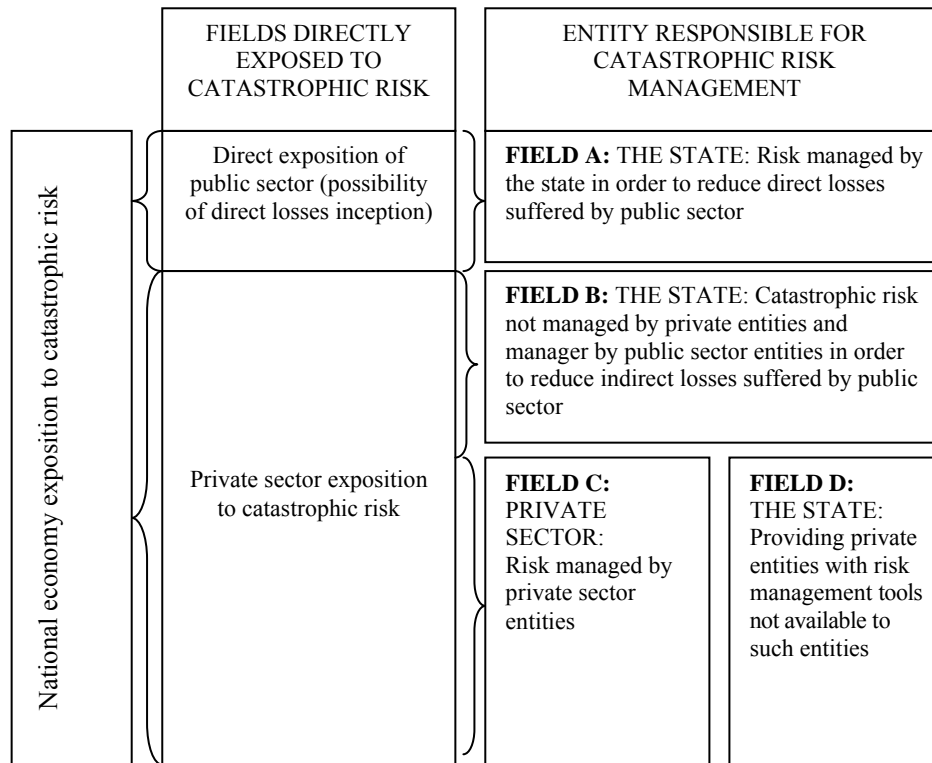 FIELDS DIRECTLY
EXPOSED TO
CATASTROPHIC RISK
ENTITY RESPONSIBLE FOR
CATASTROPHIC RISK
MANAGEMENT
National economy exposition to catastrophic risk
Direct exposition of
public sector (possibility
of direct losses inception)
FIELD A: THE STATE: Risk managed by
the state in order to reduce direct losses
suffered by public sector
Private sector exposition
to catastrophic risk
FIELD B: THE STATE: Catastrophic risk
not managed by private entities and
manager by public sector entities in order
to reduce indirect losses suffered by public
sector
FIELD C:
PRIVATE
SECTOR:
Risk managed by
private sector
entities
FIELD D:
THE STATE:
Providing private
entities with risk
management tools
not available to
such entities